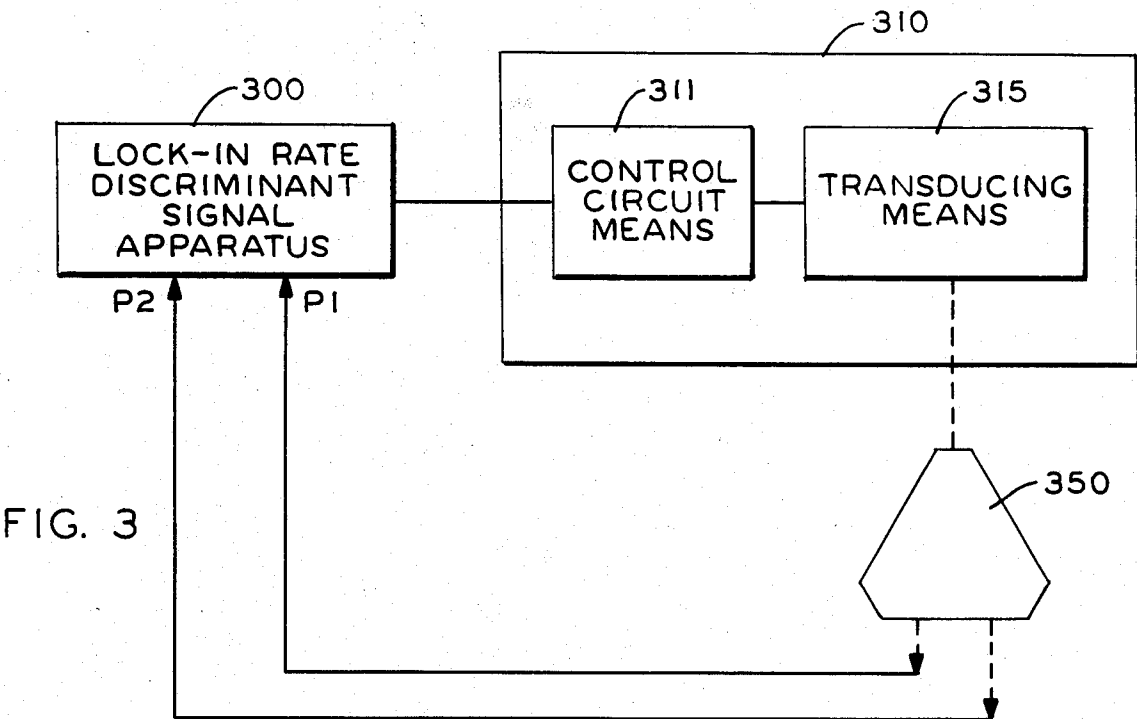 310
300
311
315
LOCK-IN RATE
DISCRIMINANT
SIGNAL
APPARATUS
CONTROL
CIRCUIT
MEANS
TRANSDUCING
MEANS
P2
P1
350
FIG. 3